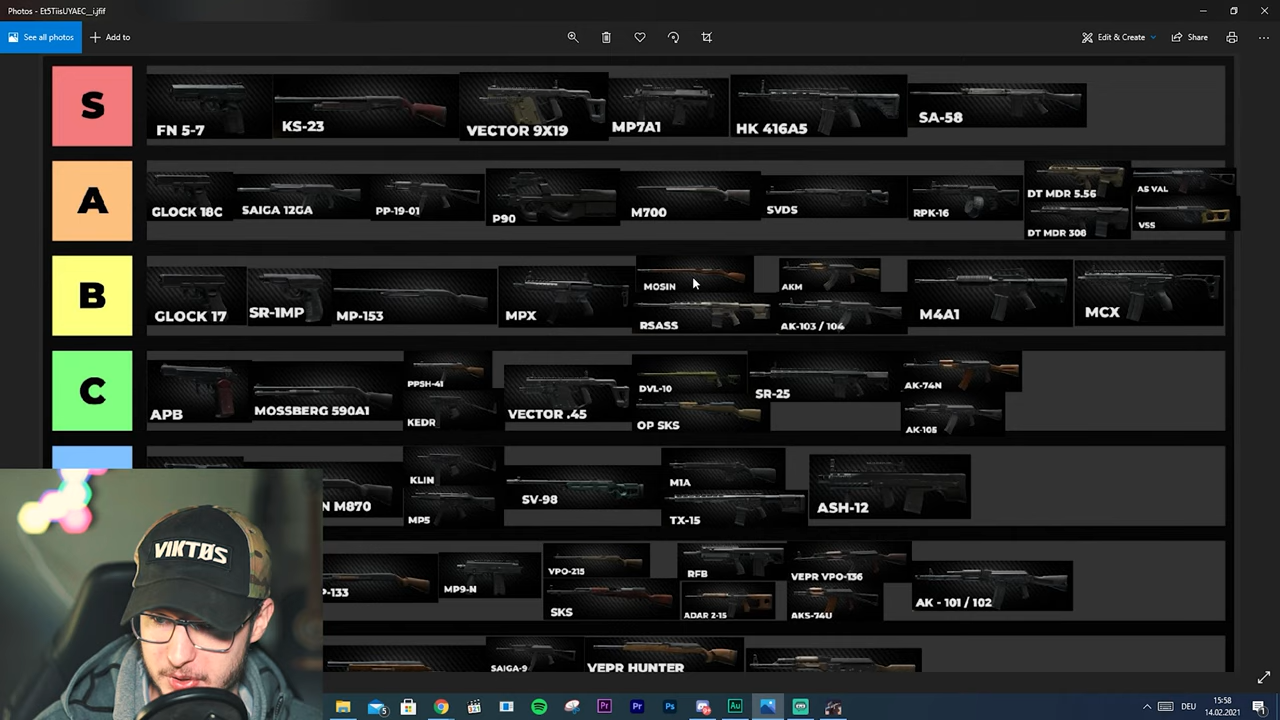 Photos - Et5TiisUYAEC__i.jfif
See all photos
Add to
Edit & Create
Share
S
FN 5-7
KS-23
VECTOR 9X19
MP7A1
HK 416A5
SA-58
A
GLOCK 18C
SAIGA 12GA
PP-19-01
P90
M700
SVDS
RPK-16
DT MDR 5.56
DT MDR 308
AS VAL
VSS
B
GLOCK 17
SR-1MP
MP-153
MPX
MOSIN
RSASS
AKM
AK-103 / 104
M4A1
MCX
C
APB
MOSSBERG 590A1
PPSH-41
KEDR
VECTOR .45
DVL-10
OP SKS
SR-25
AK-74N
AK-105
N M870
KLIN
MP5
SV-98
M1A
TX-15
ASH-12
P-133
MP9-N
VPO-215
SKS
RFB
ADAR 2-15
VEPR VPO-136
AKS-74U
AK - 101 / 102
SAIGA-9
VEPR HUNTER
VIKTØS
DEU
15:58
14.02.2021